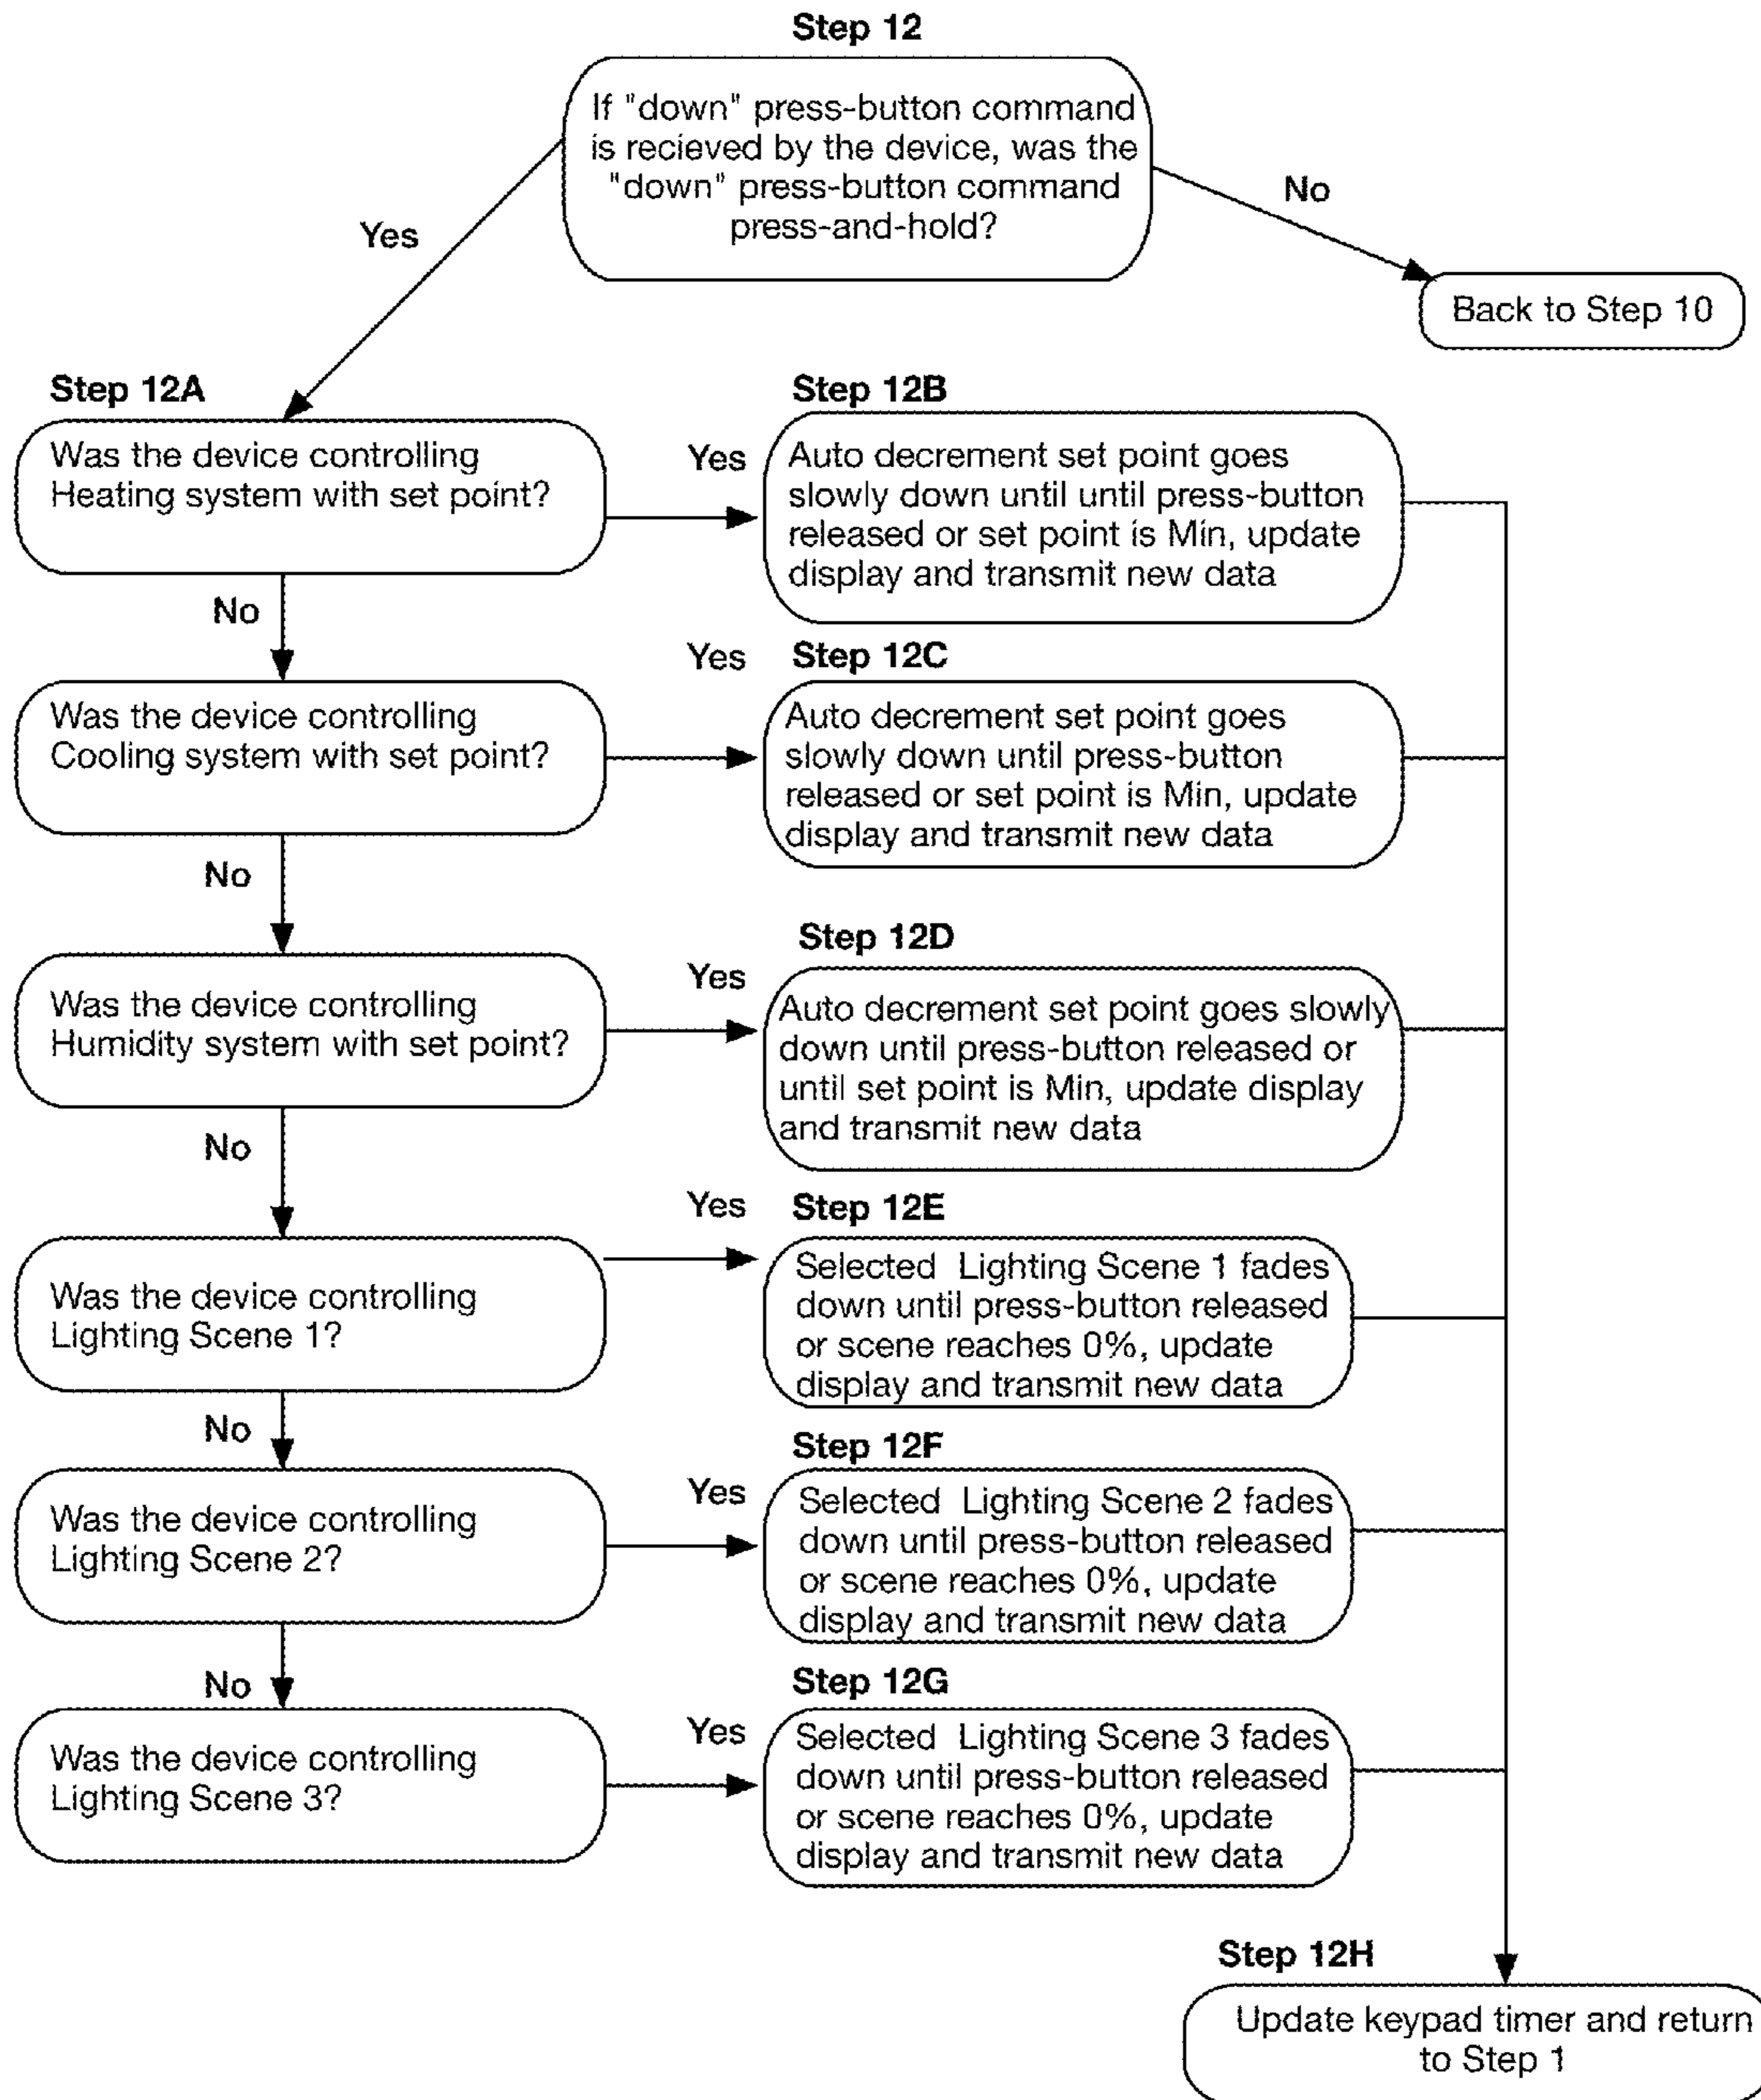 Step 12
If "down" press-button command
is recieved by the device, was the
"down" press-button command
press-and-hold?
Yes
No
Back to Step 10
Step 12A
Was the device controlling
Heating system with set point?
Yes
Step 12B
Auto decrement set point goes
slowly down until until press-button
released or set point is Min, update
display and transmit new data
No
Was the device controlling
Cooling system with set point?
Yes
Step 12C
Auto decrement set point goes
slowly down until press-button
released or set point is Min, update
display and transmit new data
No
Was the device controlling
Humidity system with set point?
Yes
Step 12D
Auto decrement set point goes slowly
down until press-button released or
until set point is Min, update display
and transmit new data
No
Was the device controlling
Lighting Scene 1?
Yes
Step 12E
Selected Lighting Scene 1 fades
down until press-button released
or scene reaches 0%, update
display and transmit new data
No
Was the device controlling
Lighting Scene 2?
Yes
Step 12F
Selected Lighting Scene 2 fades
down until press-button released
or scene reaches 0%, update
display and transmit new data
No
Was the device controlling
Lighting Scene 3?
Yes
Step 12G
Selected Lighting Scene 3 fades
down until press-button released
or scene reaches 0%, update
display and transmit new data
Step 12H
Update keypad timer and return
to Step 1